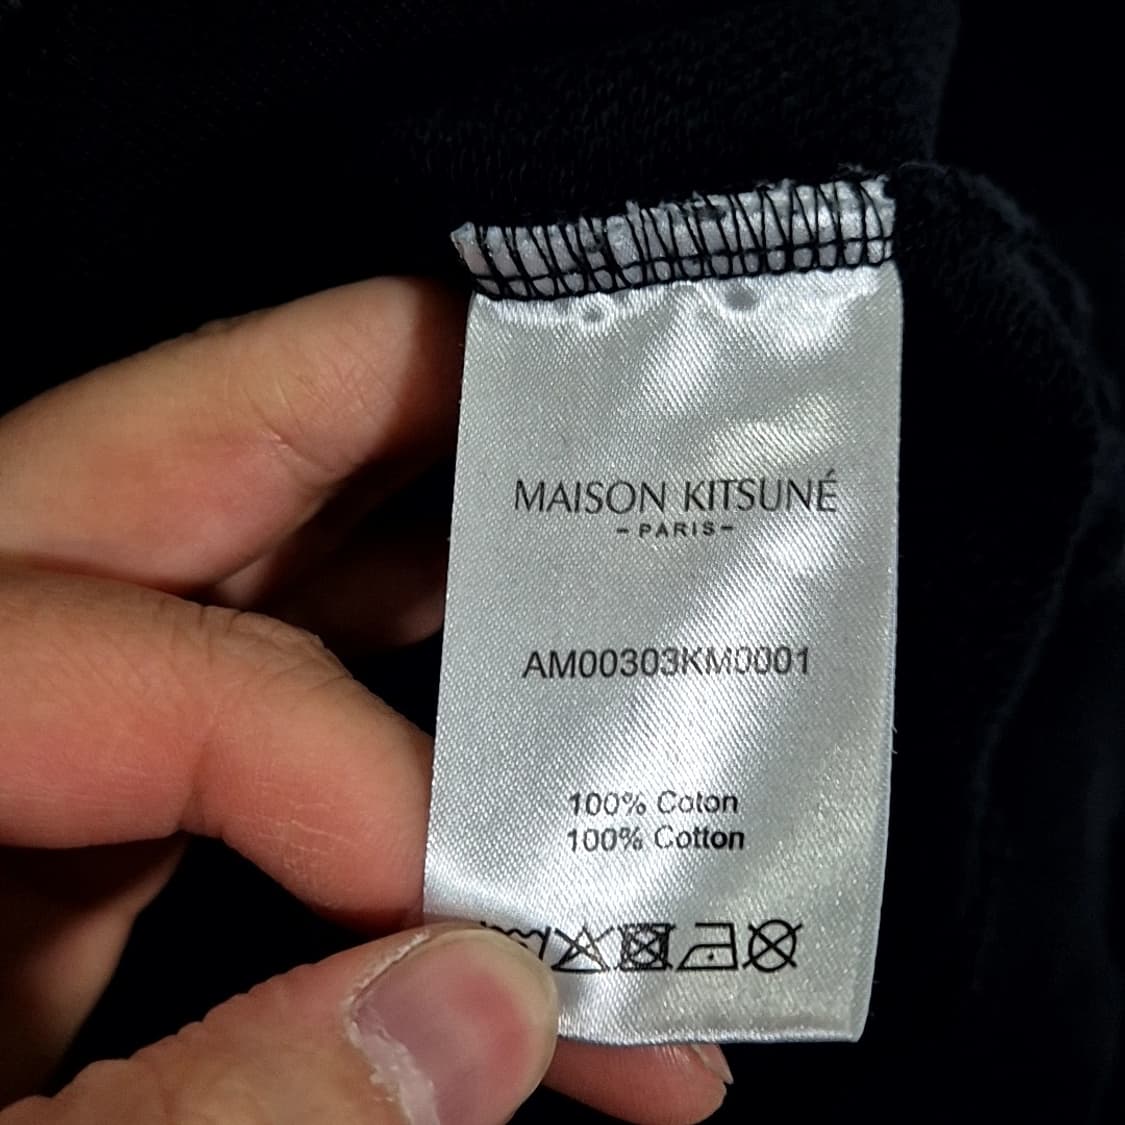 MAISON KITSUNÉ
- PARIS -
AM00303KM0001
100% Coton
100% Cotton